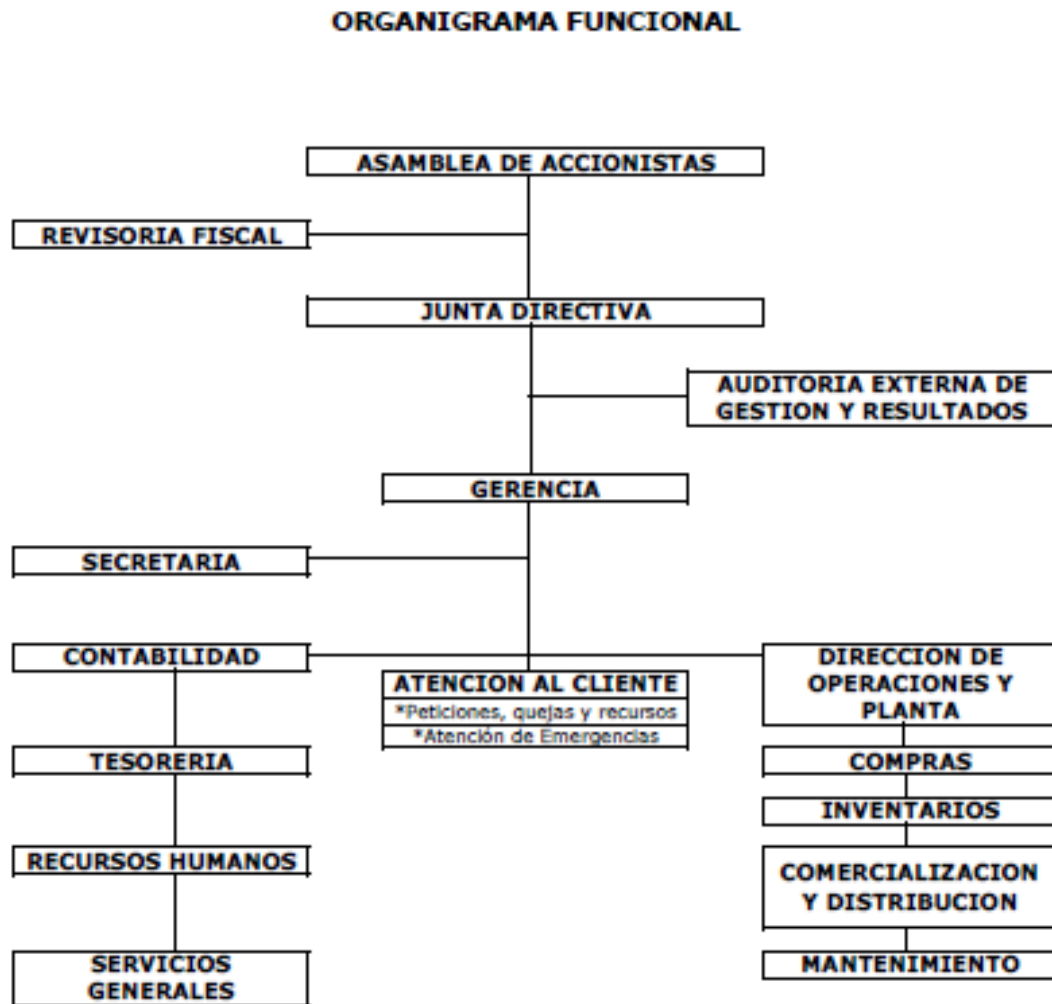 ORGANIGRAMA FUNCIONAL
ASAMBLEA DE ACCIONISTAS
REVISORIA FISCAL
JUNTA DIRECTIVA
AUDITORIA EXTERNA DE
GESTION Y RESULTADOS
GERENCIA
SECRETARIA
CONTABILIDAD
ATENCION AL CLIENTE
*Peticiones, quejas y recursos
*Atención de Emergencias
DIRECCION DE
OPERACIONES Y
PLANTA
TESORERIA
COMPRAS
INVENTARIOS
RECURSOS HUMANOS
COMERCIALIZACION
Y DISTRIBUCION
SERVICIOS
GENERALES
MANTENIMIENTO